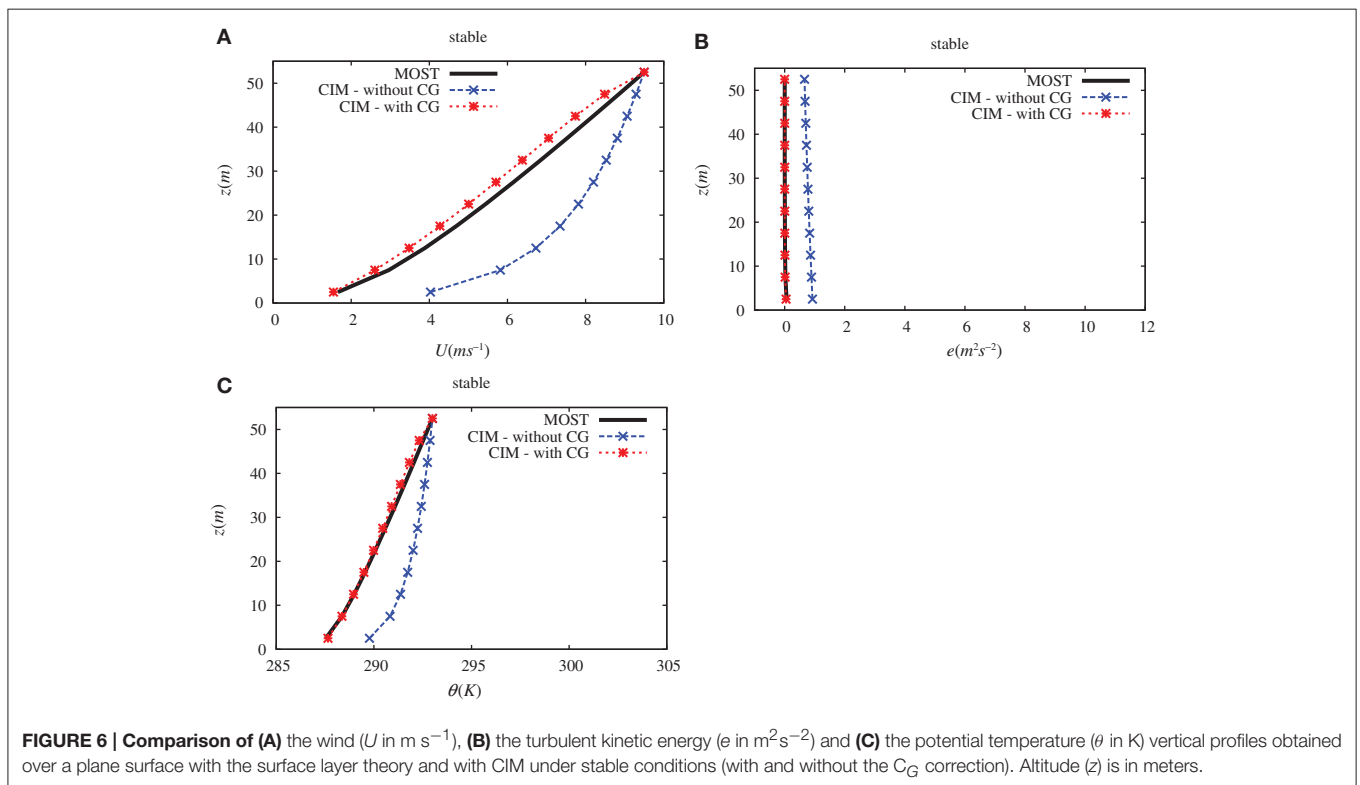 A
stable
MOST
CIM - without CG
CIM - with CG
50
40
30
20
10
0
z(m)
0 2 4 6 8 10
U(ms−1)
B
stable
MOST
CIM - without CG
CIM - with CG
50
40
30
20
10
0
z(m)
0 2 4 6 8 10 12
e(m2s−2)
C
stable
MOST
CIM - without CG
CIM - with CG
50
40
30
20
10
0
z(m)
285 290 295 300 305
θ(K)
FIGURE 6 | Comparison of (A) the wind (U in m s−1), (B) the turbulent kinetic energy (e in m2s−2) and (C) the potential temperature (θ in K) vertical profiles obtained
over a plane surface with the surface layer theory and with CIM under stable conditions (with and without the CG correction). Altitude (z) is in meters.